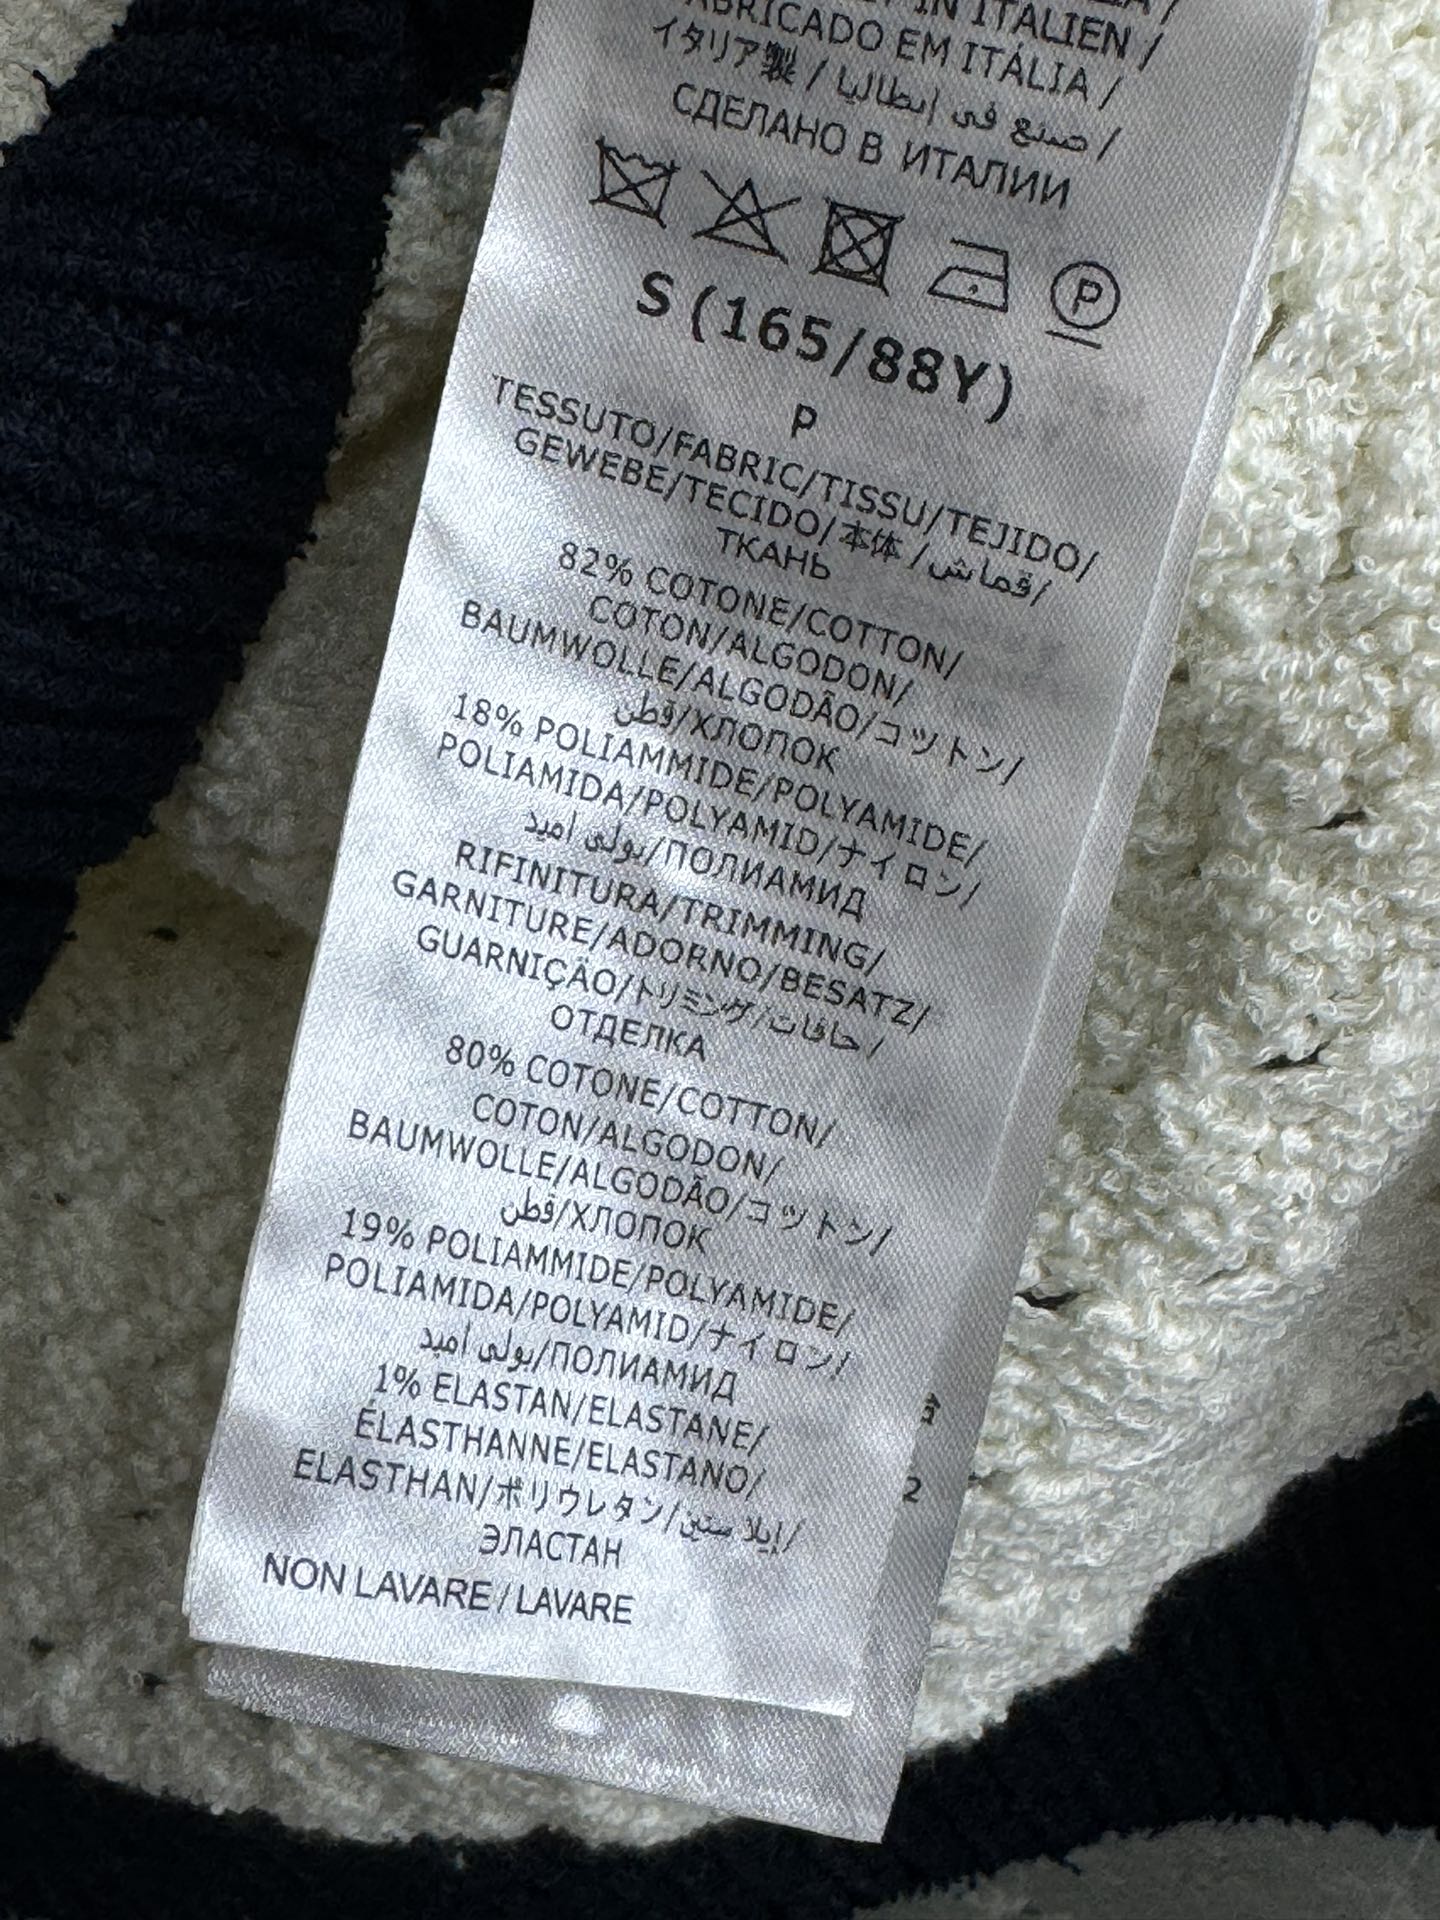 IN ITALIEN /
FABRICADO EM ITÁLIA /
イタリア製 / صنع في إيطاليا /
СДЕЛАНО В ИТАЛИИ
P
S (165/88Y)
P
TESSUTO/FABRIC/TISSU/TEJIDO/
GEWEBE/TECIDO/本体 /قماش/
ТКАНЬ
82% COTONE/COTTON/
COTON/ALGODON/
BAUMWOLLE/ALGODÃO/コットン/
قطن/ХЛОПОК
18% POLIAMMIDE/POLYAMIDE/
POLIAMIDA/POLYAMID/ナイロン/
بولي اميد/ПОЛИАМИД
RIFINITURA/TRIMMING/
GARNITURE/ADORNO/BESATZ/
GUARNIÇÃO/トリミング/حافات /
ОТДЕЛКА
80% COTONE/COTTON/
COTON/ALGODON/
BAUMWOLLE/ALGODÃO/コットン/
قطن/ХЛОПОК
19% POLIAMMIDE/POLYAMIDE/
POLIAMIDA/POLYAMID/ナイロン/
بولي اميد/ПОЛИАМИД
1% ELASTAN/ELASTANE/
ÉLASTHANNE/ELASTANO/
ELASTHAN/ポリウレタン/إيلا ستين/
ЭЛАСТАН
NON LAVARE / LAVARE
2